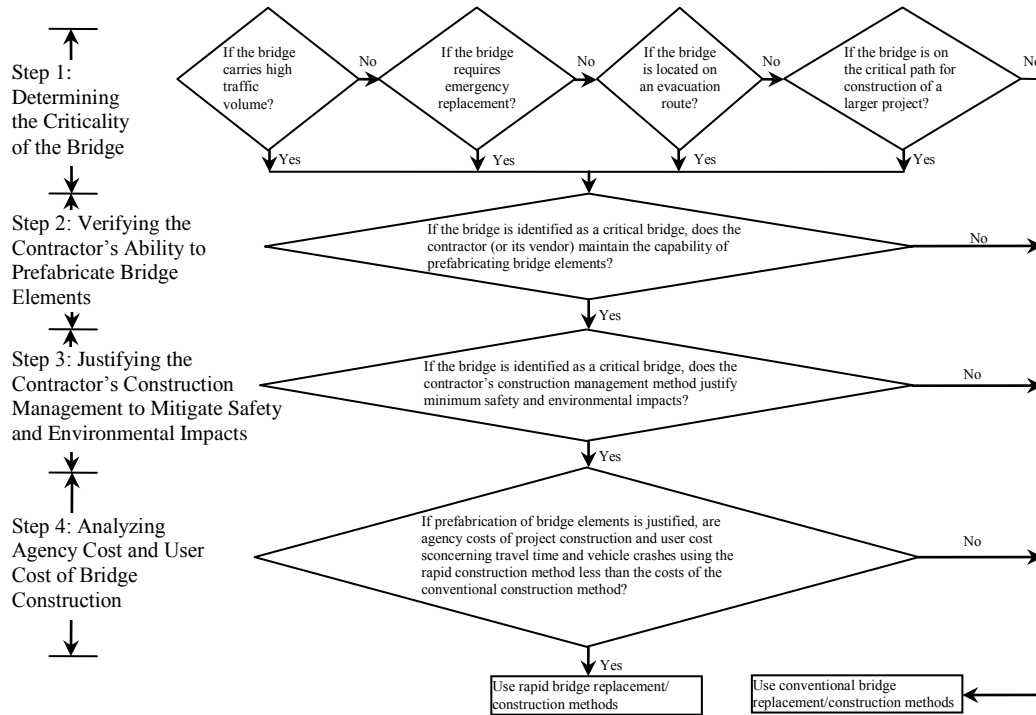 Step 1:
Determining
the Criticality
of the Bridge
If the bridge
carries high
traffic
volume?
No
If the bridge
requires
emergency
replacement?
No
If the bridge
is located on
an evacuation
route?
No
If the bridge is on
the critical path for
construction of a
larger project?
No
Yes
Yes
Yes
Yes
Step 2: Verifying the
Contractor's Ability to
Prefabricate Bridge
Elements
If the bridge is identified as a critical bridge, does the
contractor (or its vendor) maintain the capability of
prefabricating bridge elements?
No
Yes
Step 3: Justifying the
Contractor's Construction
Management to Mitigate Safety
and Environmental Impacts
If the bridge is identified as a critical bridge, does the
contractor's construction management method justify
minimum safety and environmental impacts?
No
Yes
Step 4: Analyzing
Agency Cost and User
Cost of Bridge
Construction
If prefabrication of bridge elements is justified, are
agency costs of project construction and user cost
sconcerning travel time and vehicle crashes using the
rapid construction method less than the costs of the
conventional construction method?
No
Yes
Use rapid bridge replacement/
construction methods
Use conventional bridge
replacement/construction methods